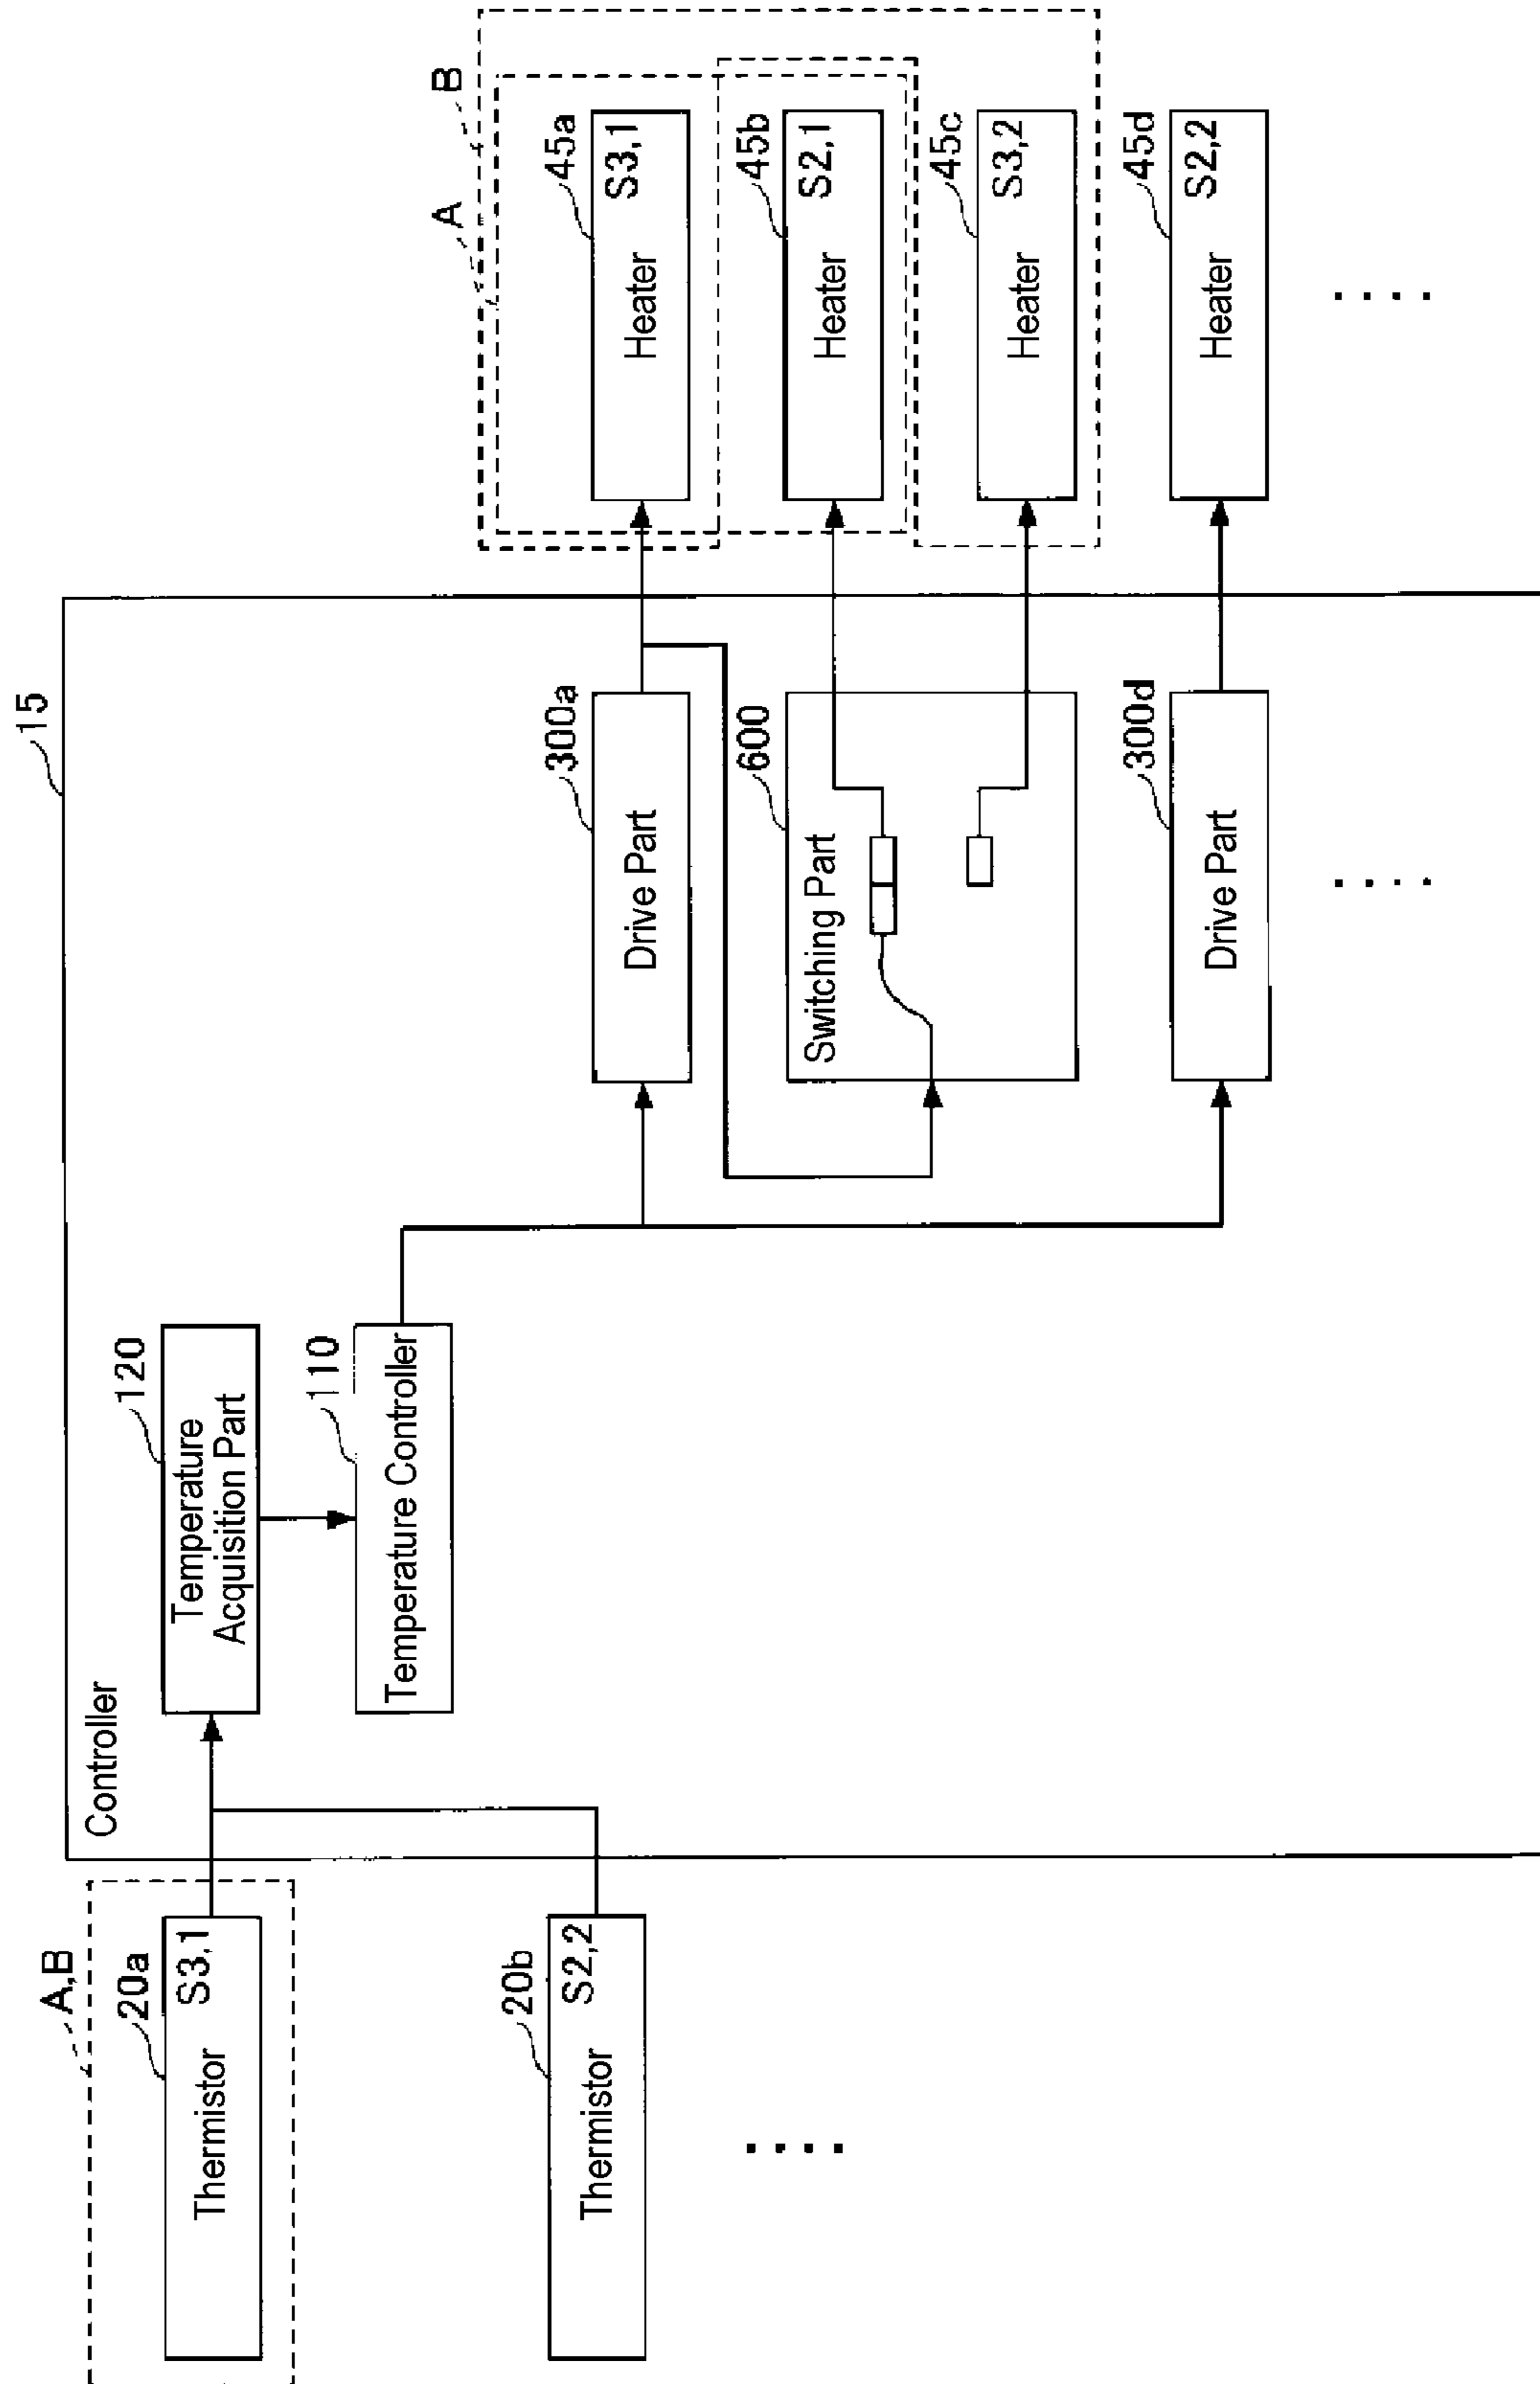 15
Controller
A,B
20a
Thermistor
S3,1
20b
Thermistor
S2,2
....
120
Temperature
Acquisition Part
110
Temperature Controller
300a
Drive Part
600
Switching Part
300d
Drive Part
....
A
B
45a
Heater
S3,1
45b
Heater
S2,1
45c
Heater
S3,2
45d
Heater
S2,2
....